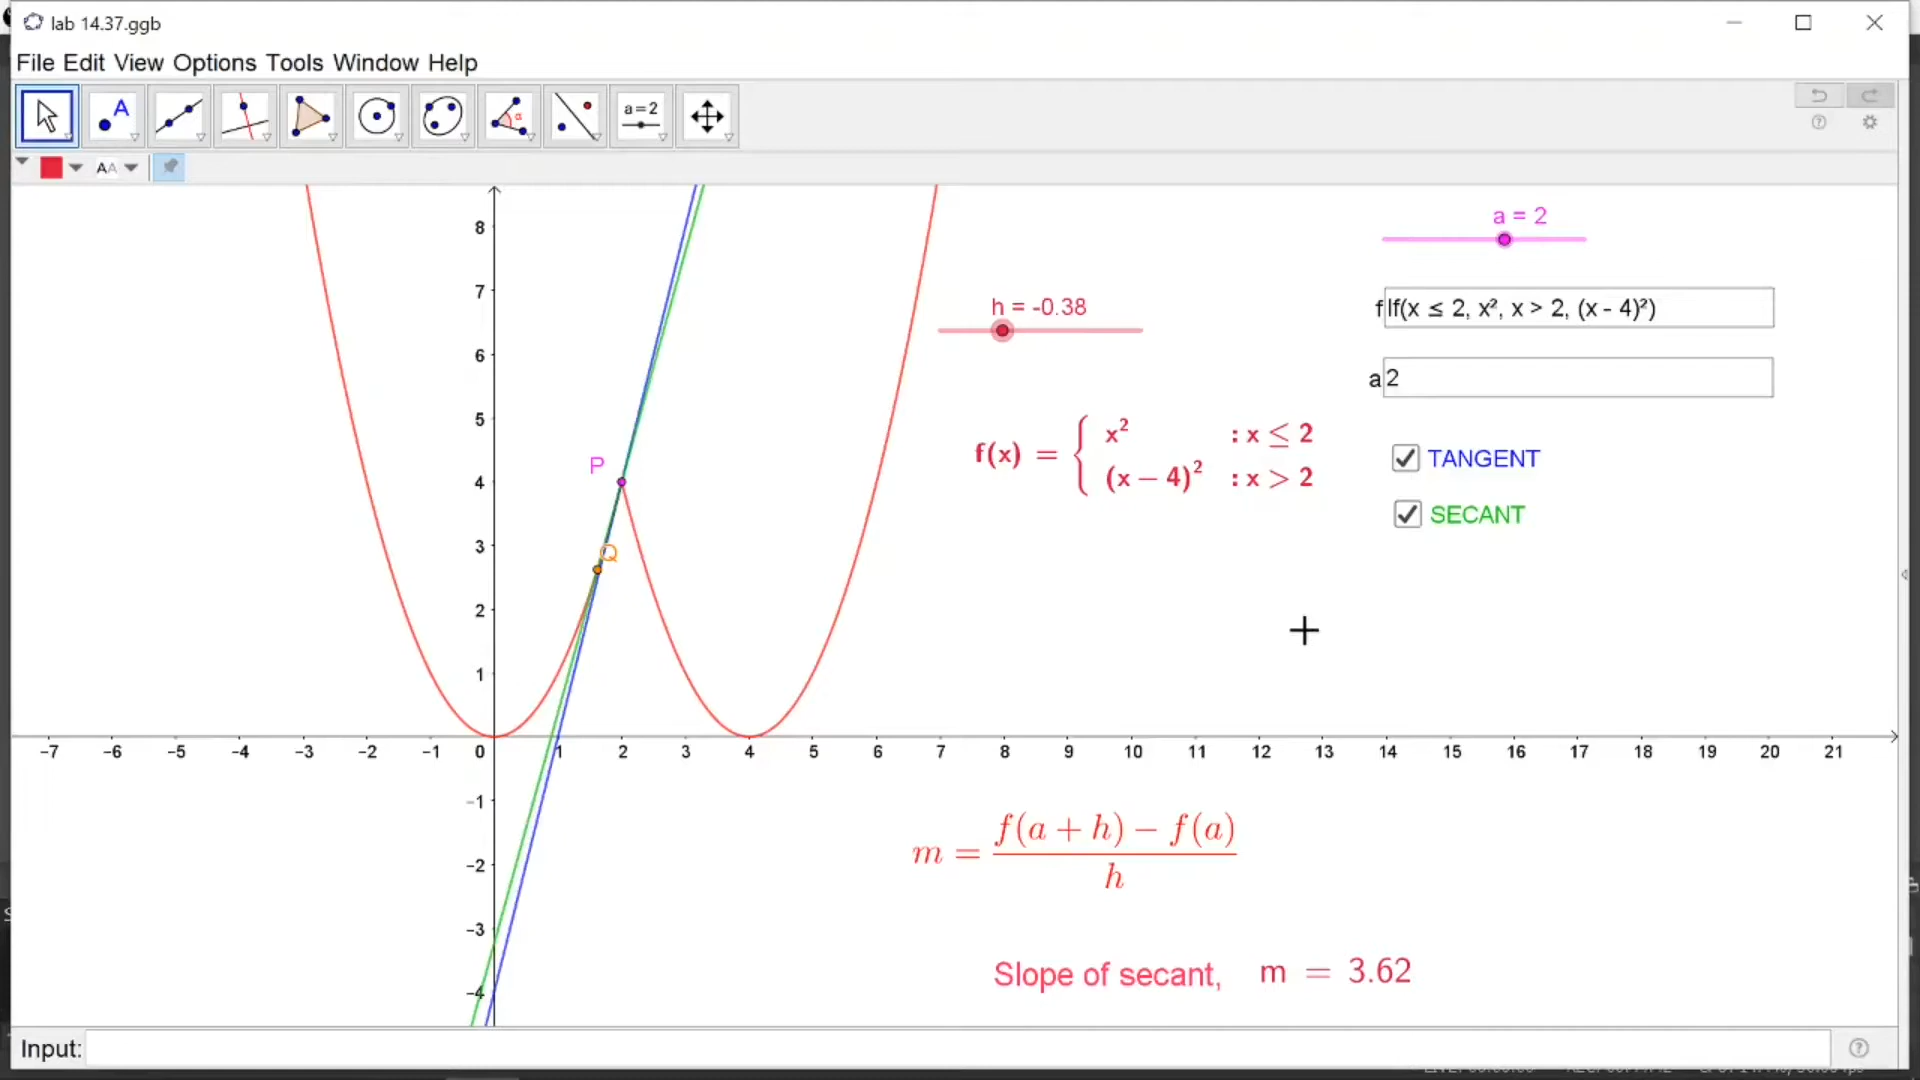 lab 14.37.ggb
File Edit View Options Tools Window Help
A
α
a=2
AA
8
7
6
5
4
3
2
1
-1
-2
-3
-4
-7 -6 -5 -4 -3 -2 -1 0 1 2 3 4 5 6 7 8 9 10 11 12 13 14 15 16 17 18 19 20 21
P
Q
a = 2
h = -0.38
f If(x ≤ 2, x², x > 2, (x - 4)²)
a 2
f(x) = { x² : x ≤ 2
(x − 4)² : x > 2
TANGENT
SECANT
m = \frac{f(a + h) − f(a)}{h}
Slope of secant, m = 3.62
Input: